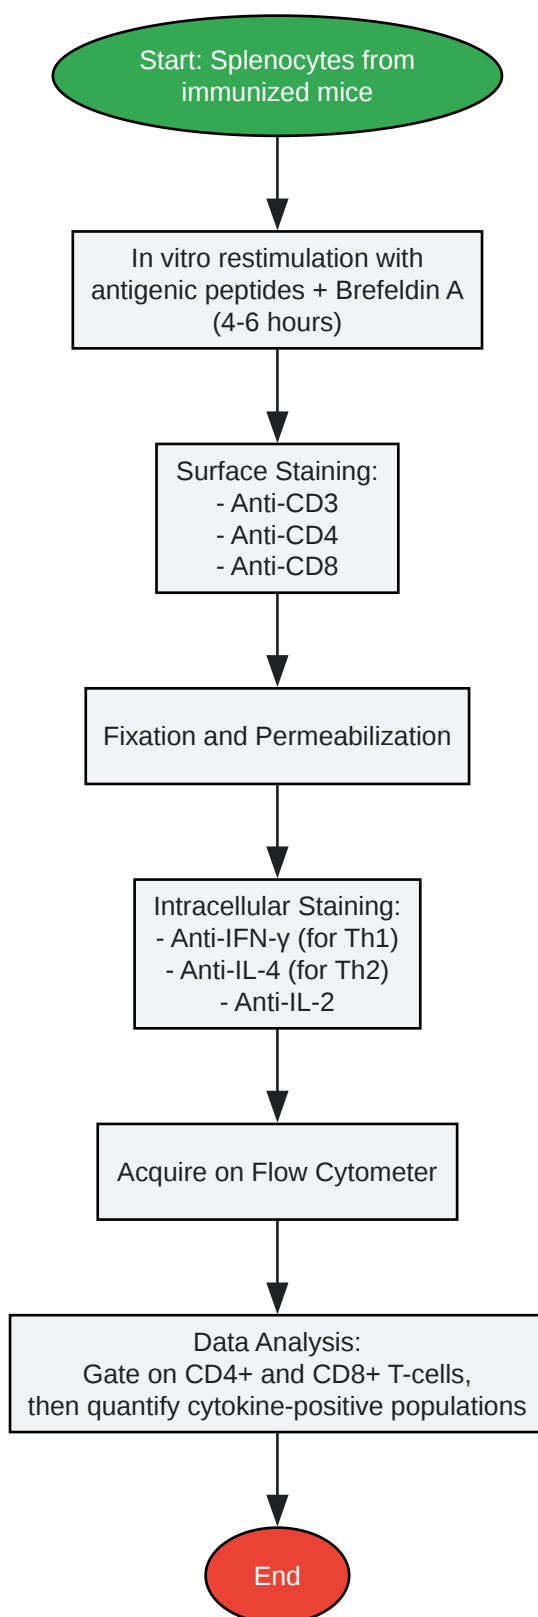 Start: Splenocytes from
immunized mice
In vitro restimulation with
antigenic peptides + Brefeldin A
(4-6 hours)
Surface Staining:
- Anti-CD3
- Anti-CD4
- Anti-CD8
Fixation and Permeabilization
Intracellular Staining:
- Anti-IFN-γ (for Th1)
- Anti-IL-4 (for Th2)
- Anti-IL-2
Acquire on Flow Cytometer
Data Analysis:
Gate on CD4+ and CD8+ T-cells,
then quantify cytokine-positive populations
End